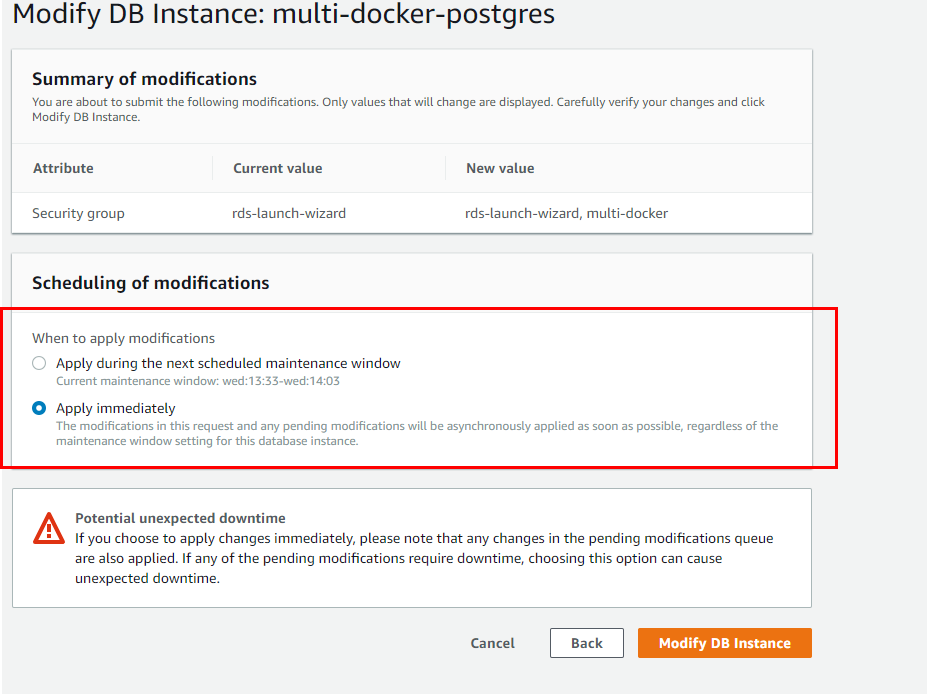 Modify DB Instance: multi-docker-postgres
Summary of modifications
You are about to submit the following modifications. Only values that will change are displayed. Carefully verify your changes and click
Modify DB Instance.
Attribute Current value New value
Security group rds-launch-wizard rds-launch-wizard, multi-docker
Scheduling of modifications
When to apply modifications
Apply during the next scheduled maintenance window
Current maintenance window: wed:13:33-wed:14:03
Apply immediately
The modifications in this request and any pending modifications will be asynchronously applied as soon as possible, regardless of the
maintenance window setting for this database instance.
Potential unexpected downtime
If you choose to apply changes immediately, please note that any changes in the pending modifications queue
are also applied. If any of the pending modifications require downtime, choosing this option can cause
unexpected downtime.
Cancel Back Modify DB Instance